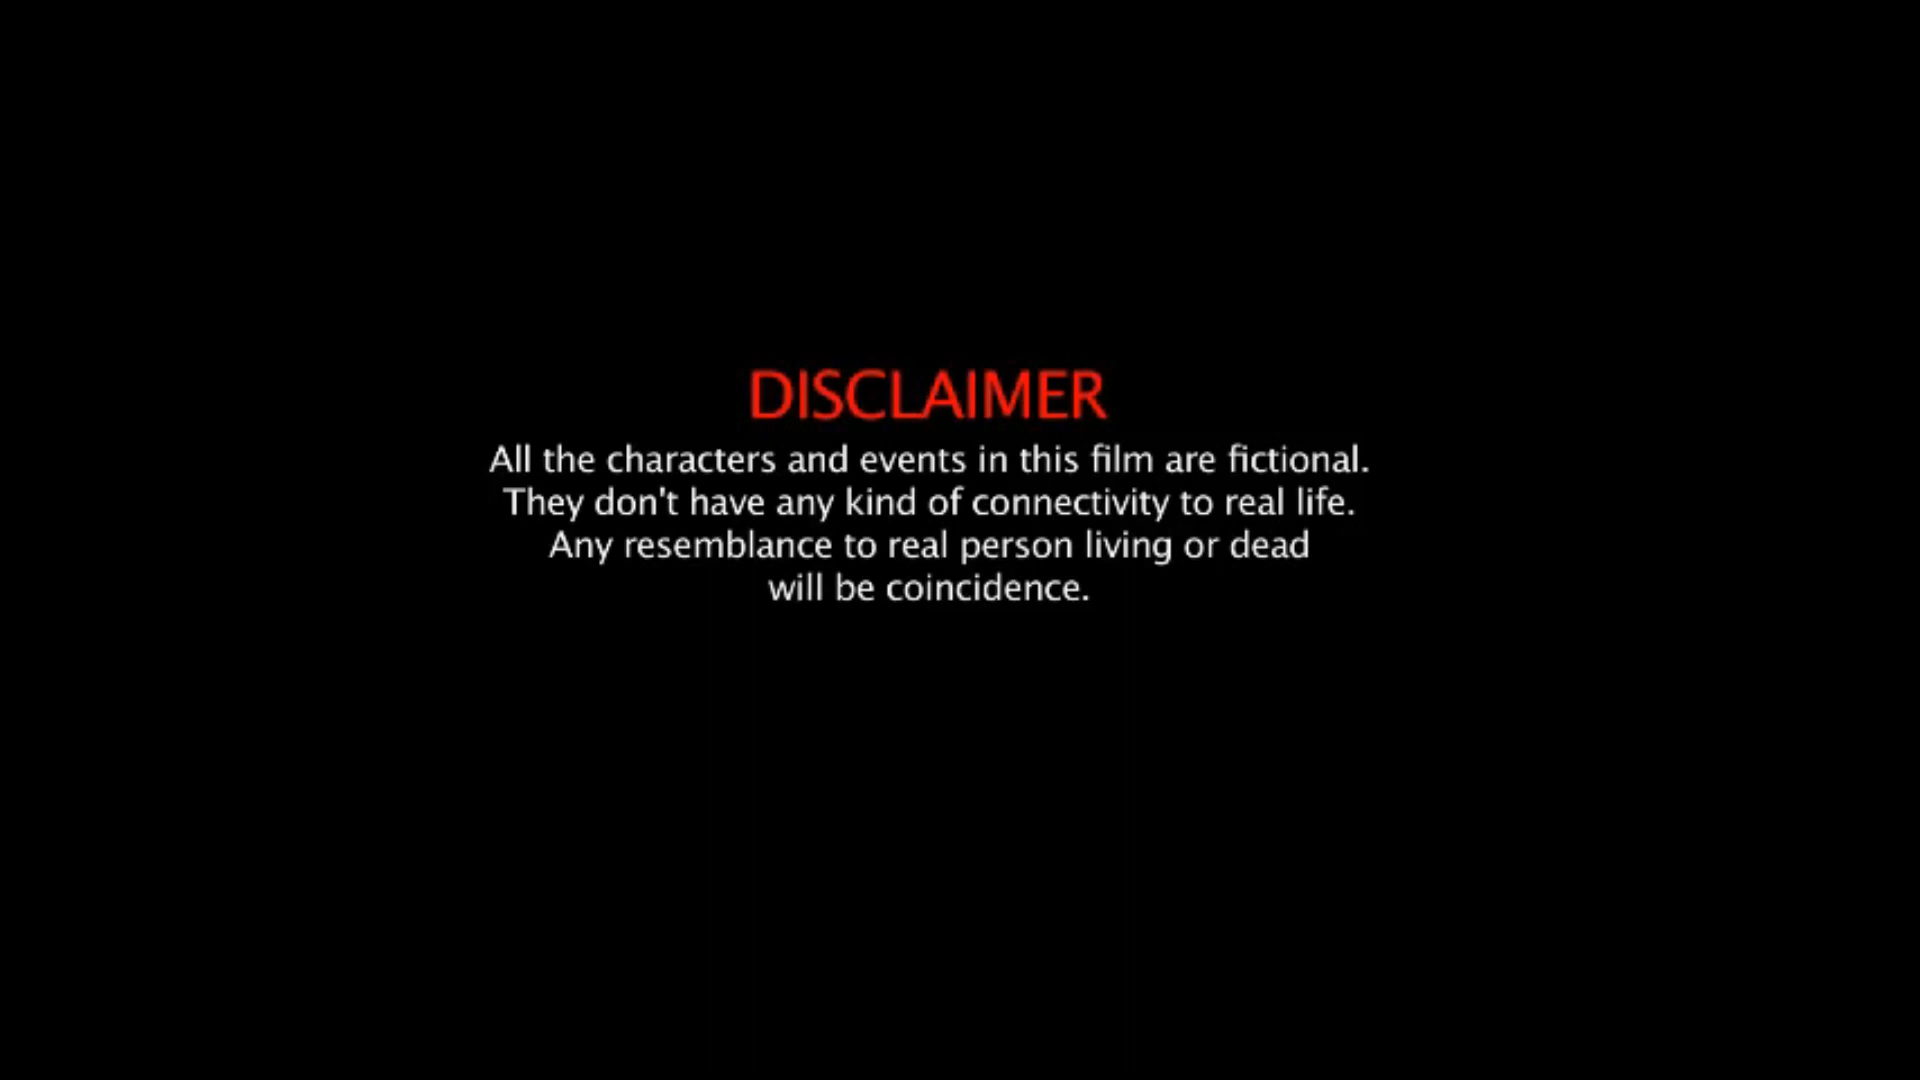 DISCLAIMER
All the characters and events in this film are fictional.
They don't have any kind of connectivity to real life.
Any resemblance to real person living or dead
will be coincidence.